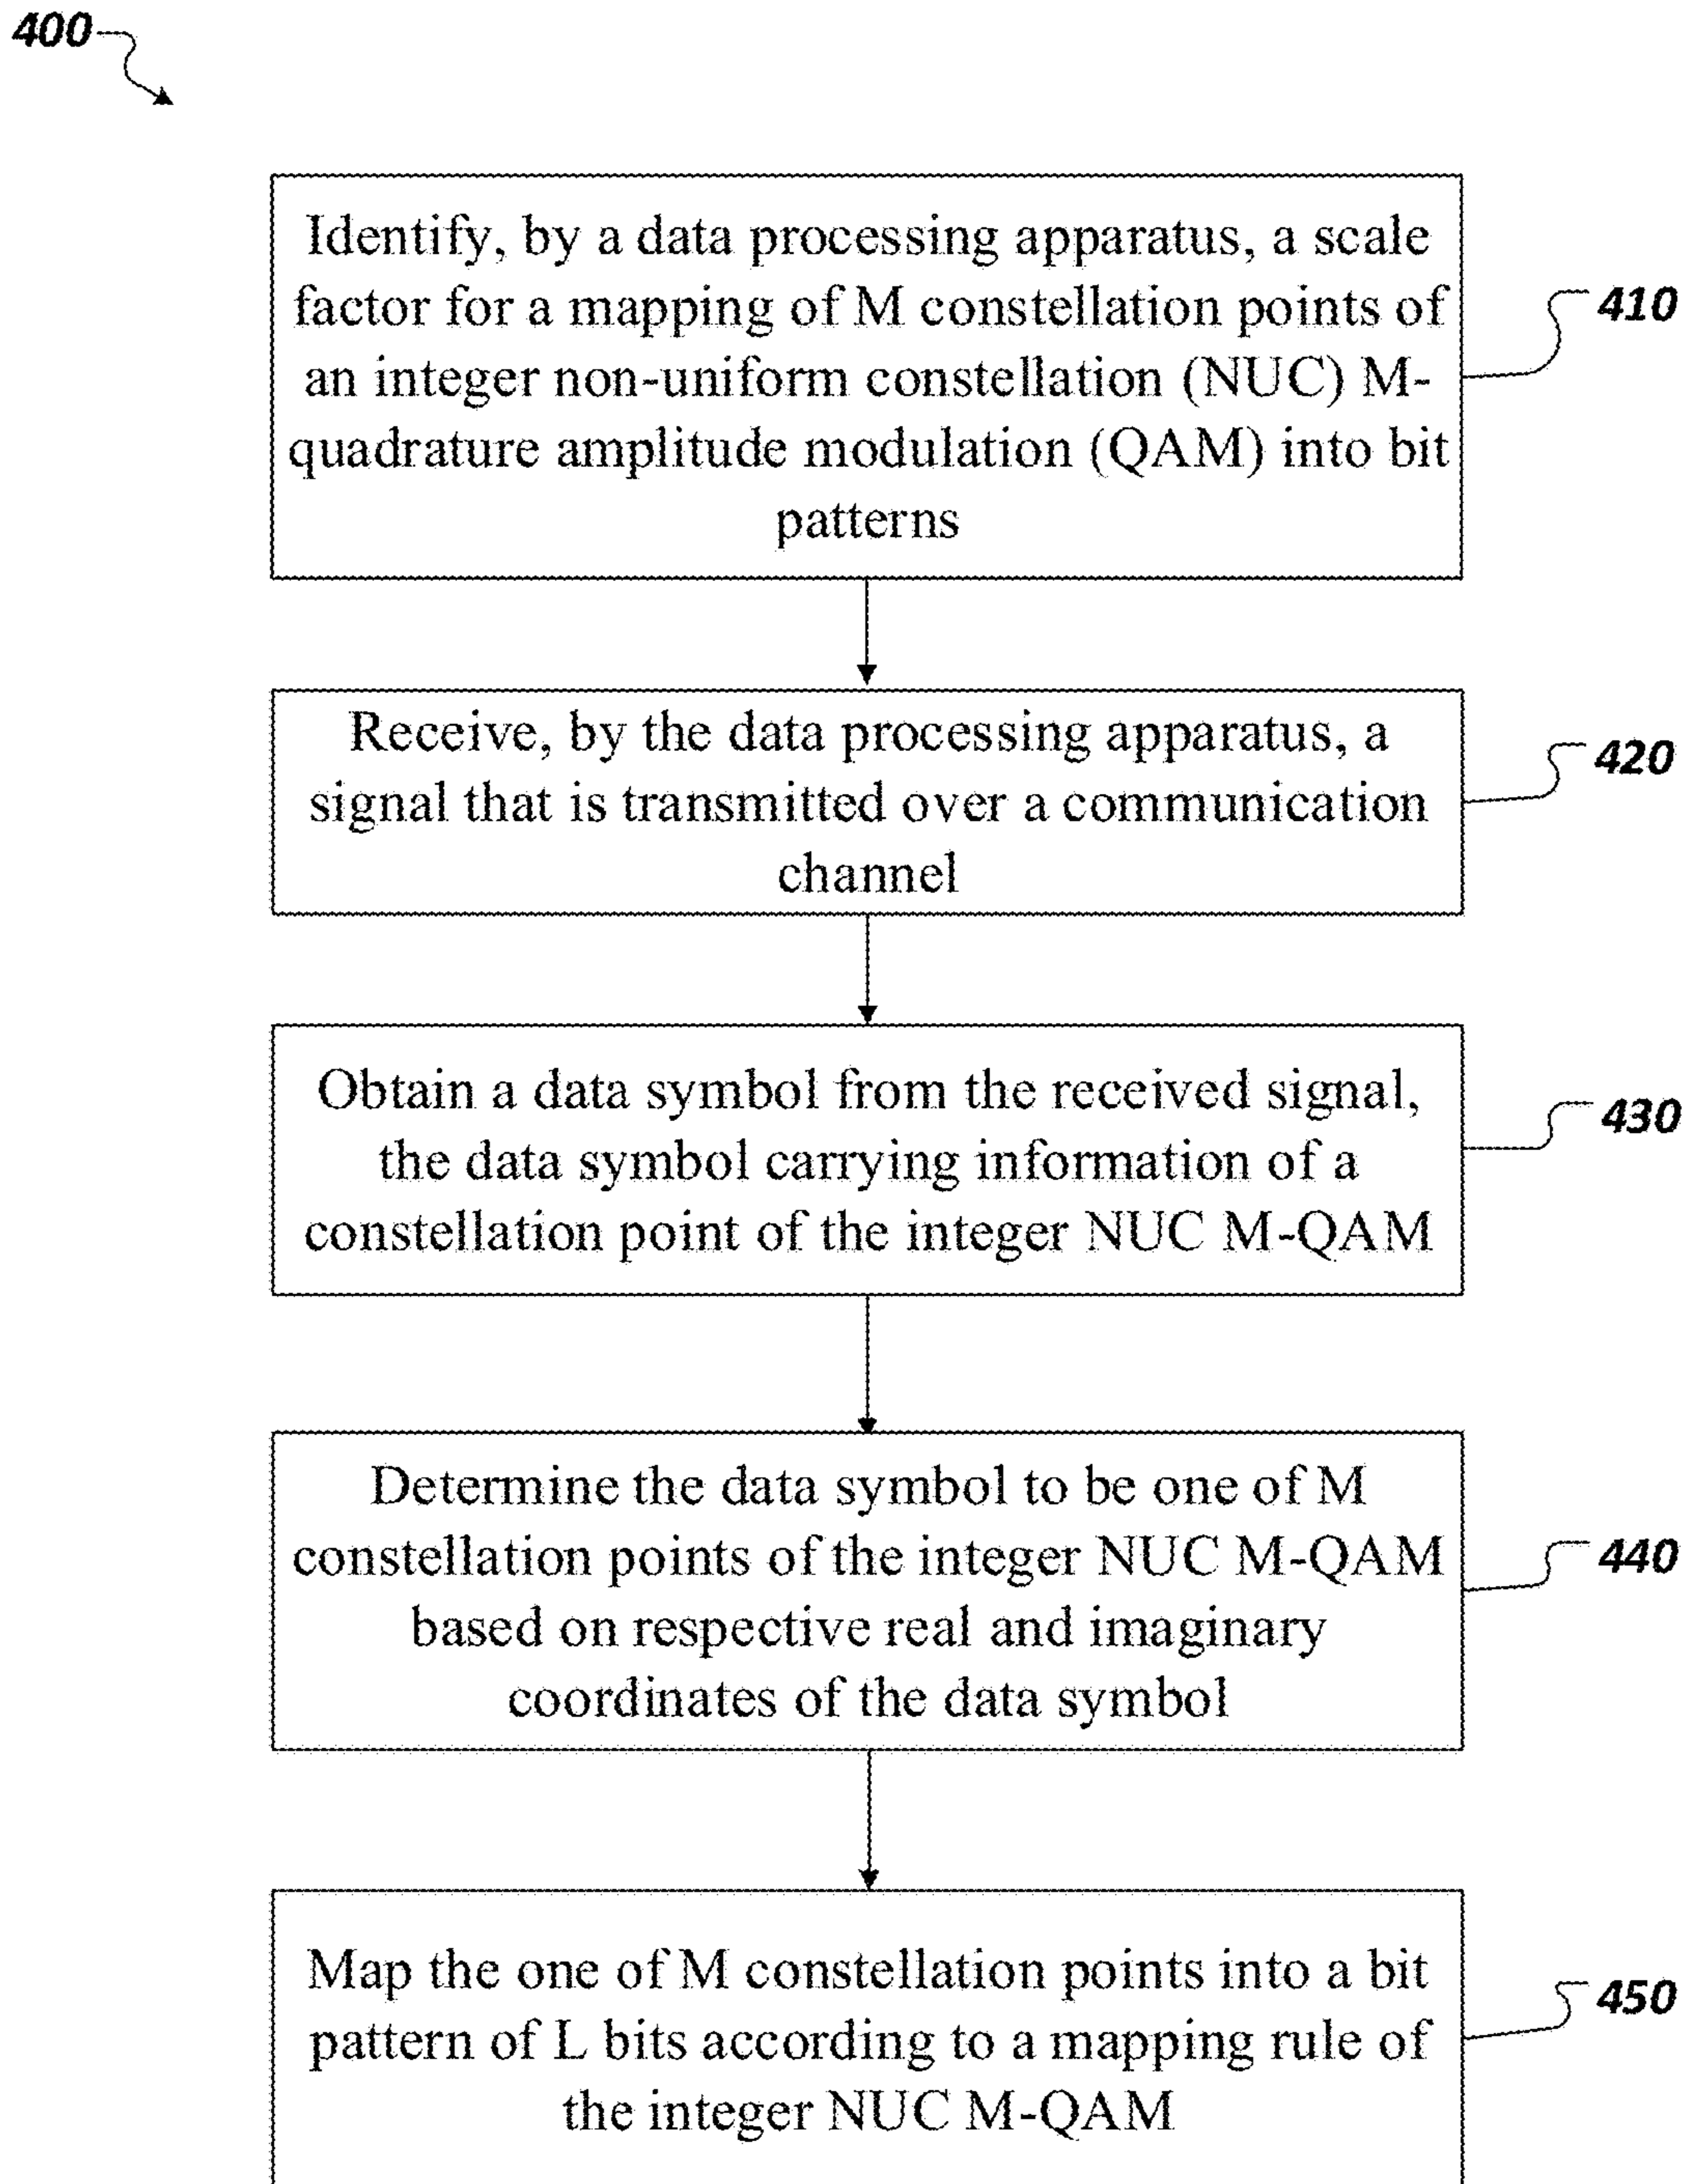 400
Identify, by a data processing apparatus, a scale
factor for a mapping of M constellation points of
an integer non-uniform constellation (NUC) M-
quadrature amplitude modulation (QAM) into bit
patterns
410
Receive, by the data processing apparatus, a
signal that is transmitted over a communication
channel
420
Obtain a data symbol from the received signal,
the data symbol carrying information of a
constellation point of the integer NUC M-QAM
430
Determine the data symbol to be one of M
constellation points of the integer NUC M-QAM
based on respective real and imaginary
coordinates of the data symbol
440
Map the one of M constellation points into a bit
pattern of L bits according to a mapping rule of
the integer NUC M-QAM
450